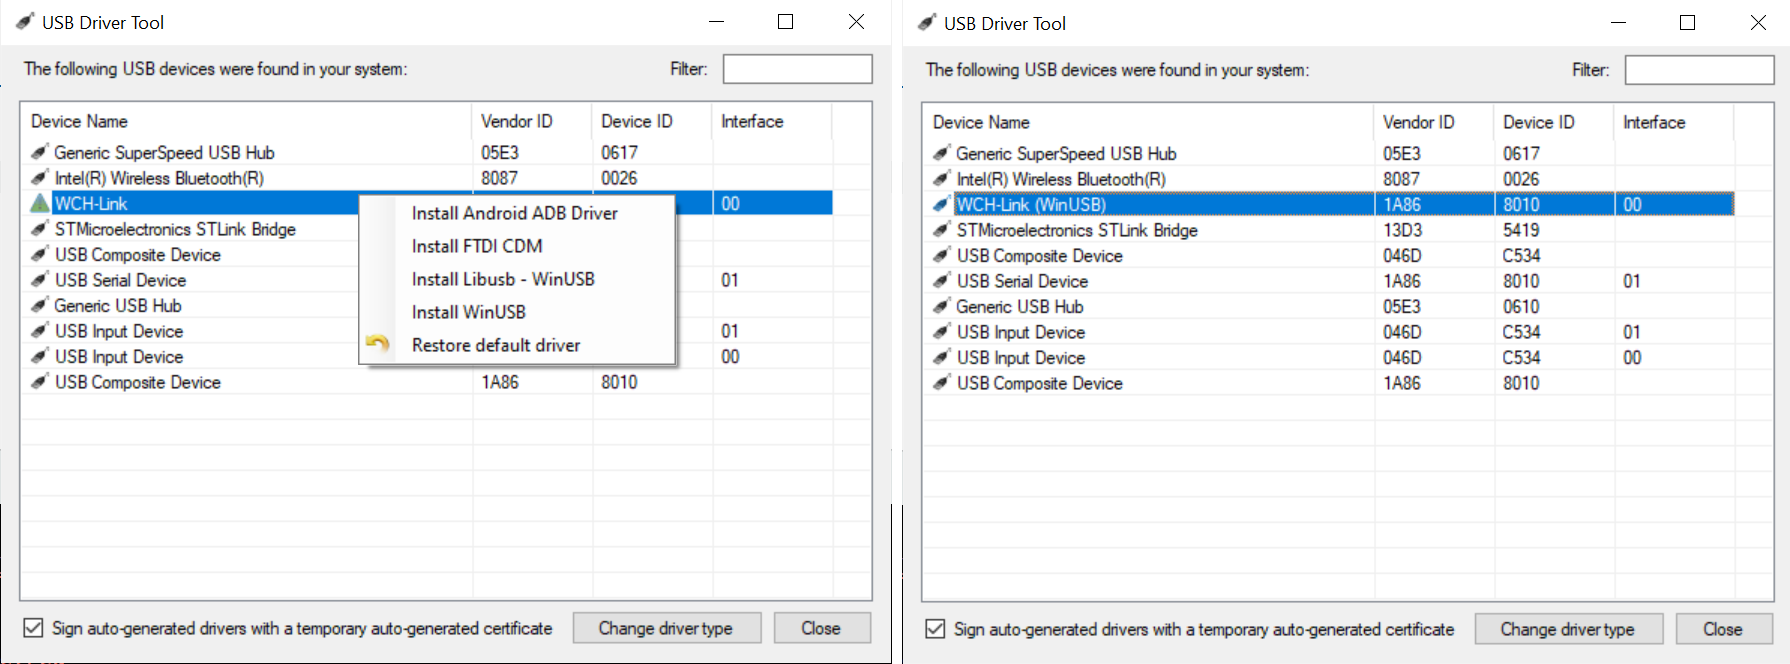 USB Driver Tool
The following USB devices were found in your system: Filter:
Device Name Vendor ID Device ID Interface
Generic SuperSpeed USB Hub 05E3 0617
Intel(R) Wireless Bluetooth(R) 8087 0026
WCH-Link 00
STMicroelectronics STLink Bridge
USB Composite Device
USB Serial Device 01
Generic USB Hub
USB Input Device 01
USB Input Device 00
USB Composite Device 1A86 8010
Install Android ADB Driver
Install FTDI CDM
Install Libusb - WinUSB
Install WinUSB
Restore default driver
Sign auto-generated drivers with a temporary auto-generated certificate Change driver type Close
USB Driver Tool
The following USB devices were found in your system: Filter:
Device Name Vendor ID Device ID Interface
Generic SuperSpeed USB Hub 05E3 0617
Intel(R) Wireless Bluetooth(R) 8087 0026
WCH-Link (WinUSB) 1A86 8010 00
STMicroelectronics STLink Bridge 13D3 5419
USB Composite Device 046D C534
USB Serial Device 1A86 8010 01
Generic USB Hub 05E3 0610
USB Input Device 046D C534 01
USB Input Device 046D C534 00
USB Composite Device 1A86 8010
Sign auto-generated drivers with a temporary auto-generated certificate Change driver type Close